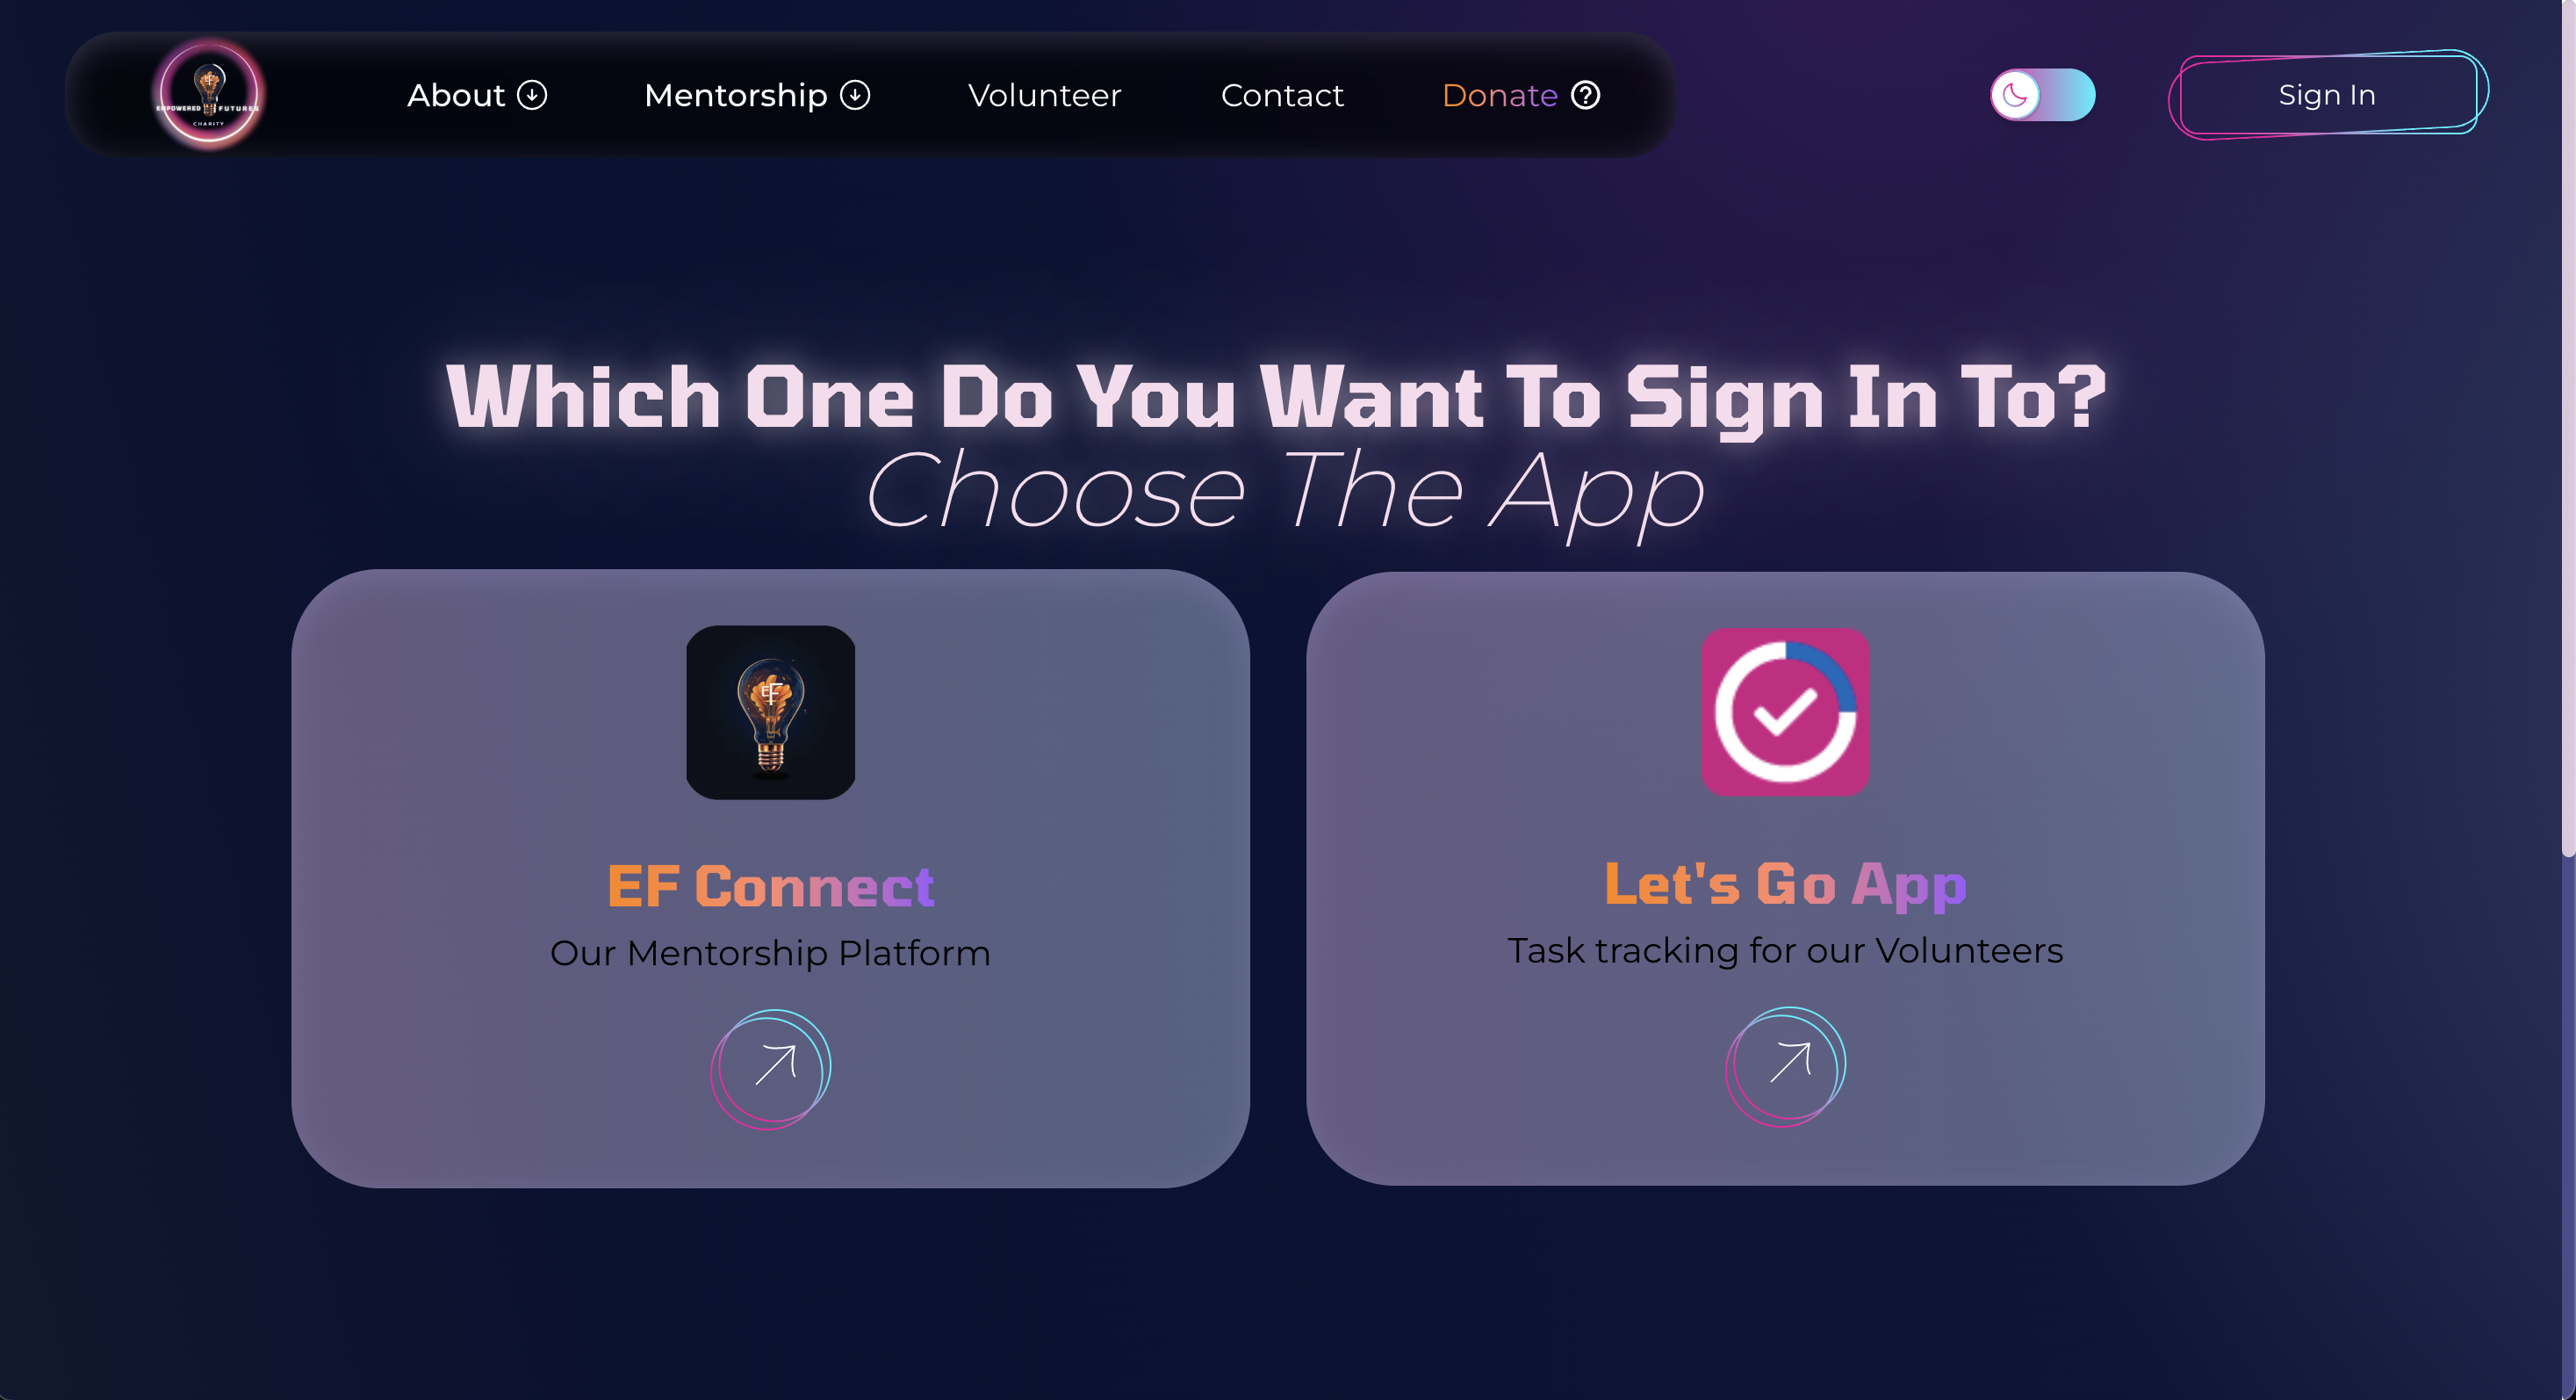 EMPOWERED FUTURES
CHARITY
About
Mentorship
Volunteer
Contact
Donate ?
Sign In
Which One Do You Want To Sign In To?
Choose The App
EF
EF Connect
Our Mentorship Platform
Let's Go App
Task tracking for our Volunteers